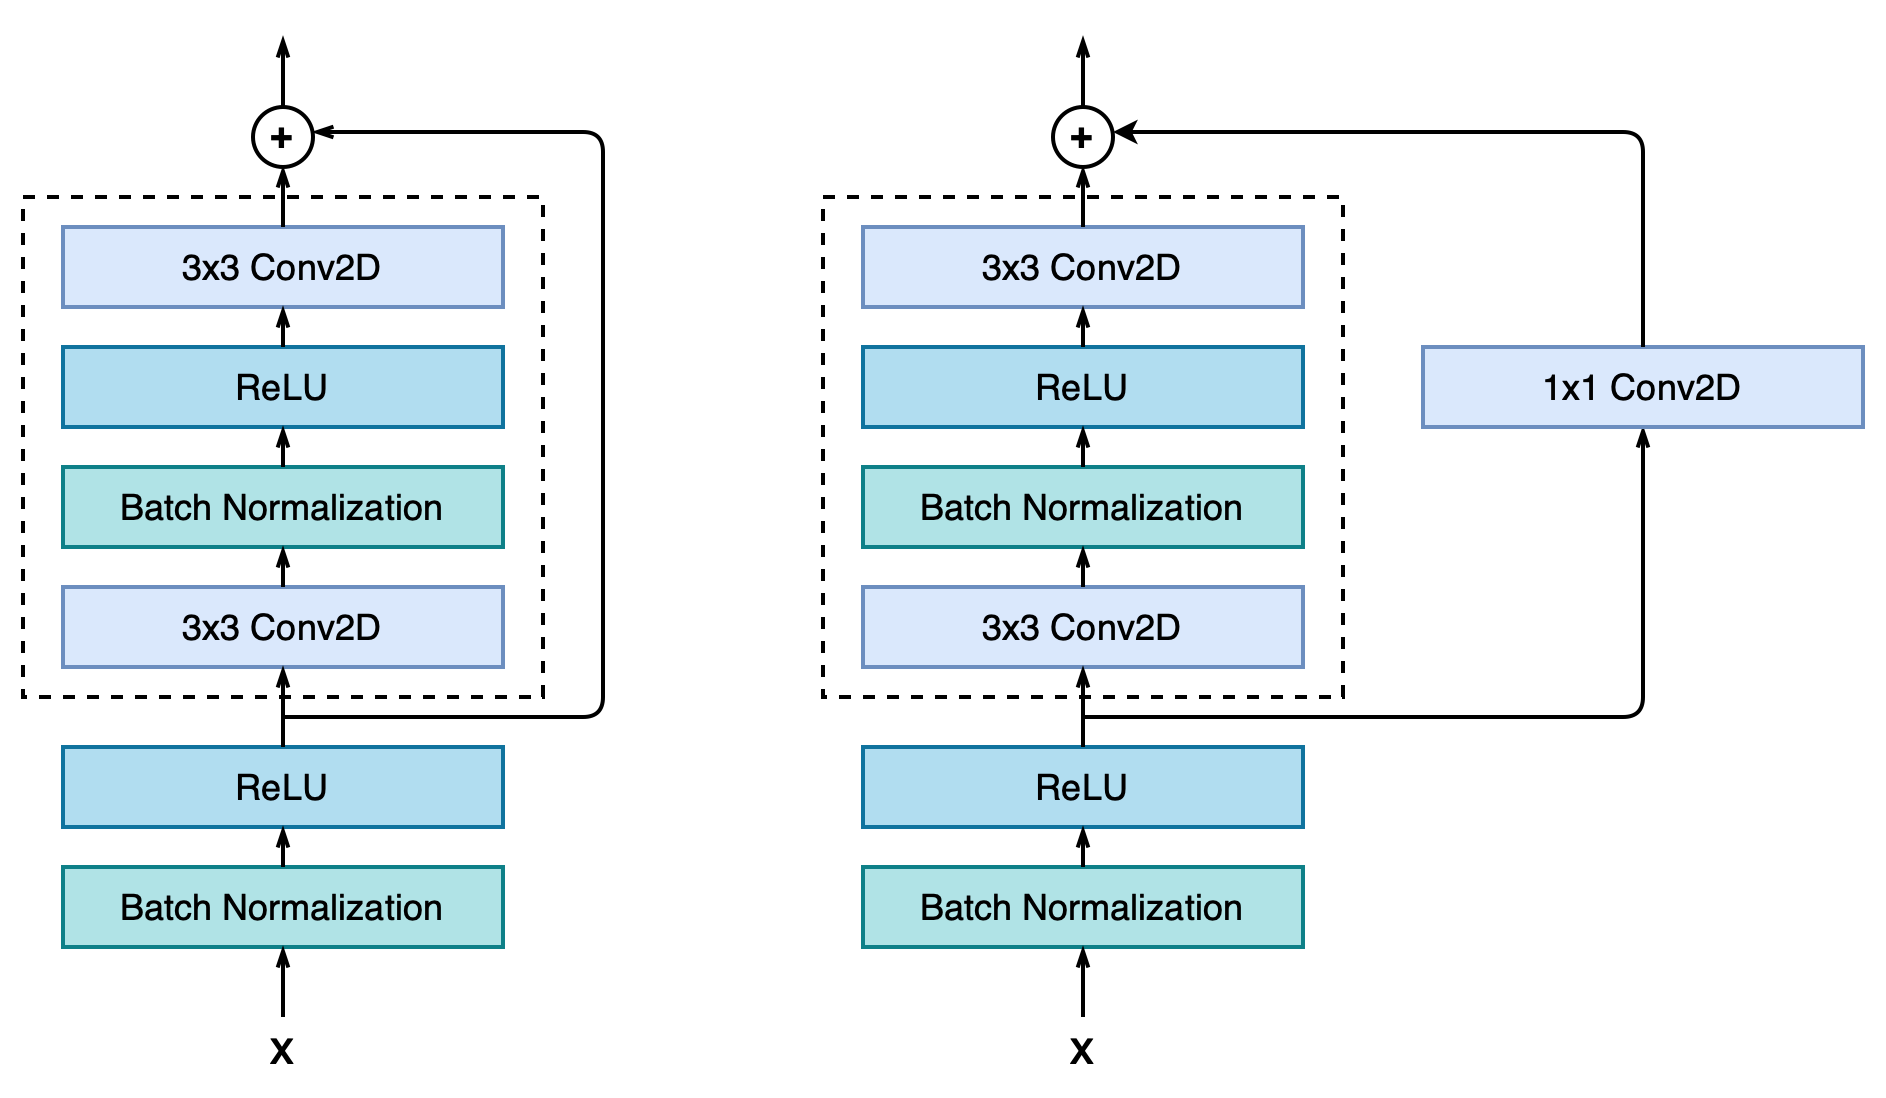 +
3x3 Conv2D
ReLU
Batch Normalization
3x3 Conv2D
ReLU
Batch Normalization
X
+
3x3 Conv2D
ReLU
1x1 Conv2D
Batch Normalization
3x3 Conv2D
ReLU
Batch Normalization
X